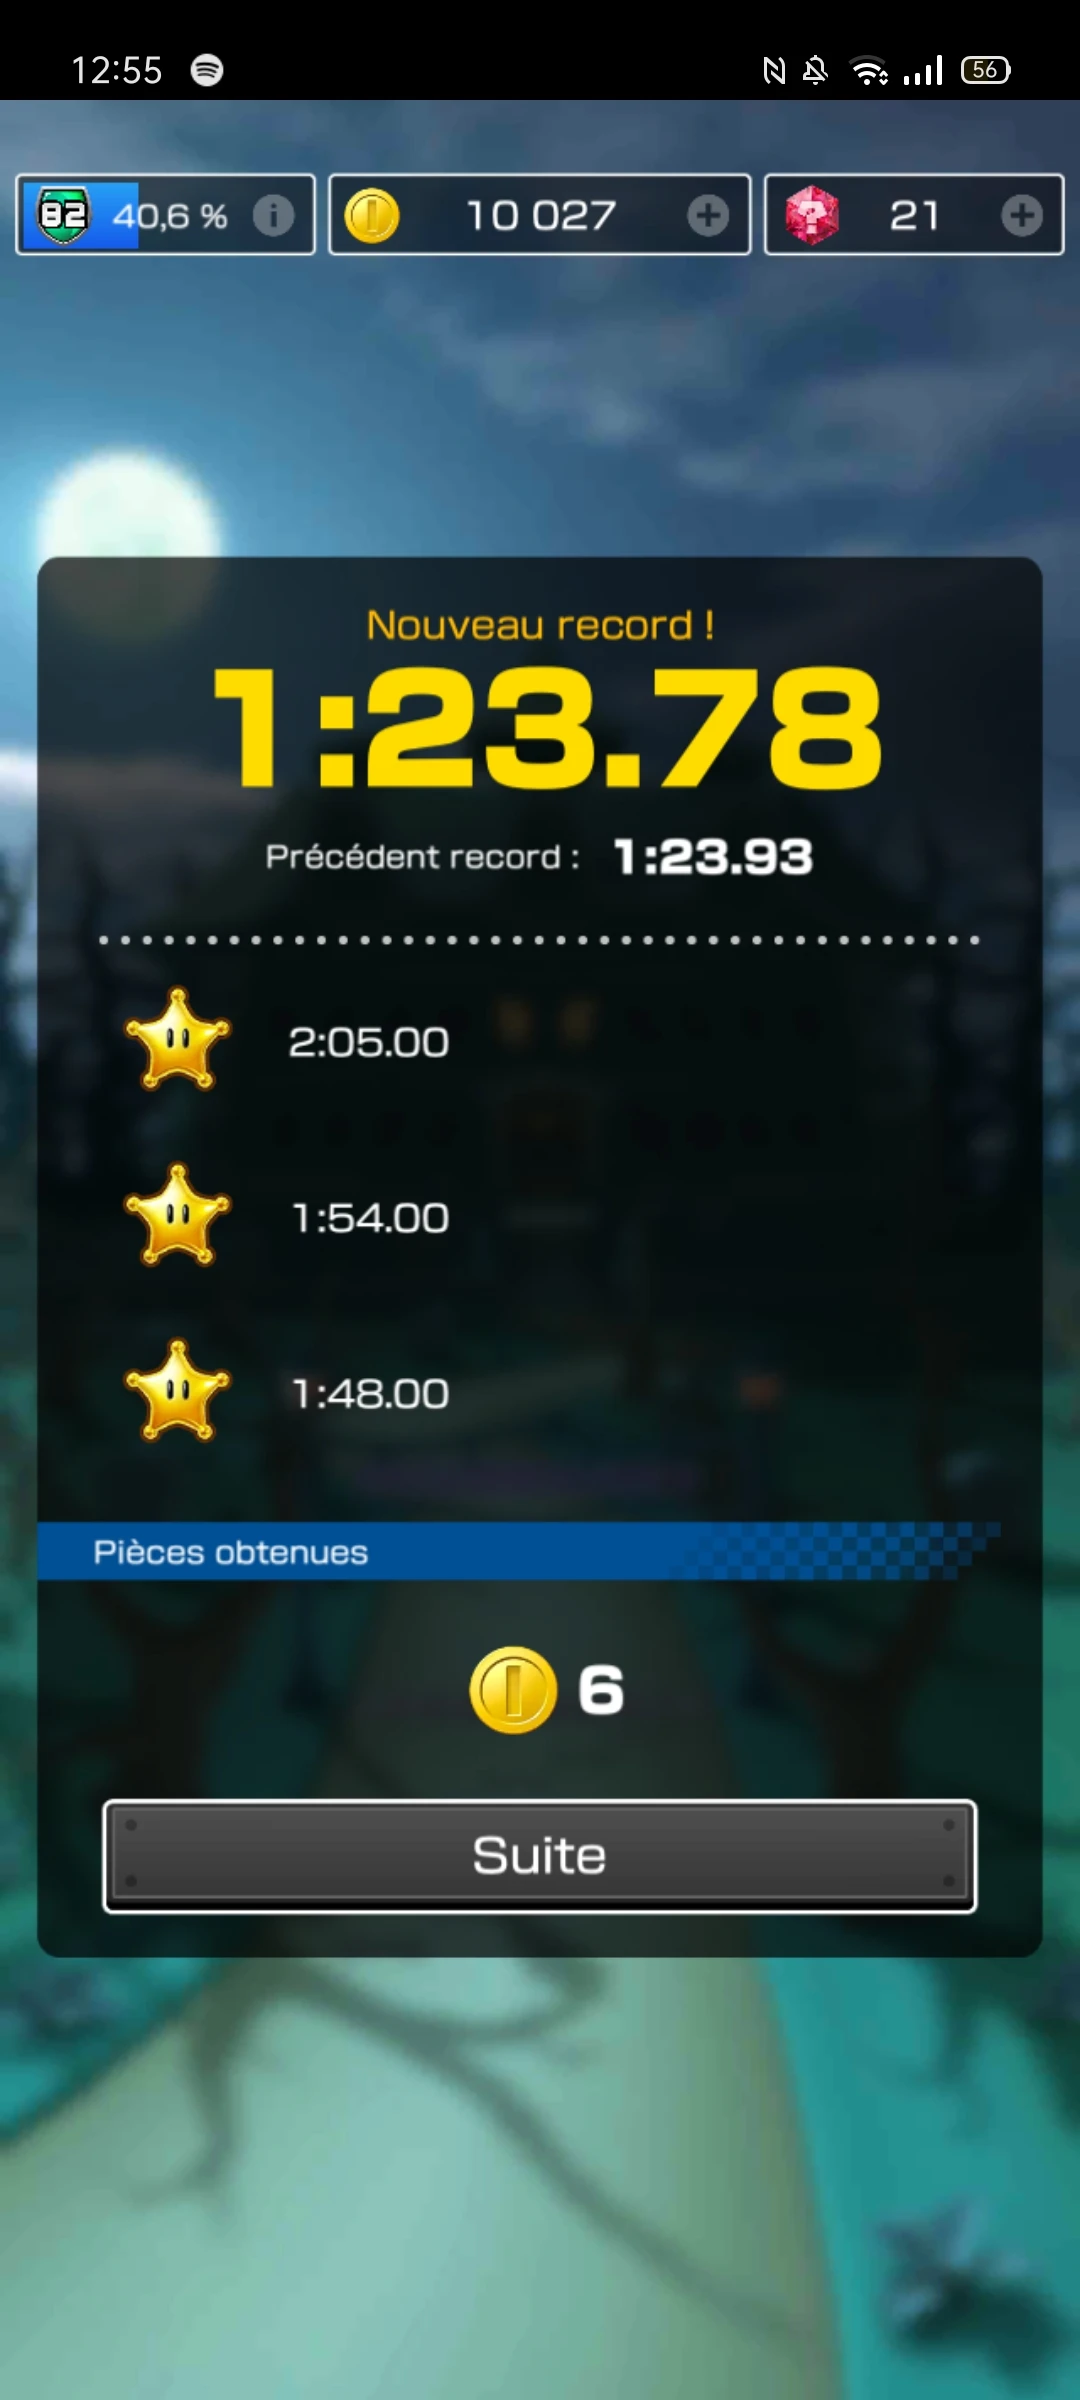 12:55 56
82 40,6 % i 10 027 + ? 21 +
Nouveau record !
1:23.78
Précédent record : 1:23.93
2:05.00
1:54.00
1:48.00
Pièces obtenues
6
Suite